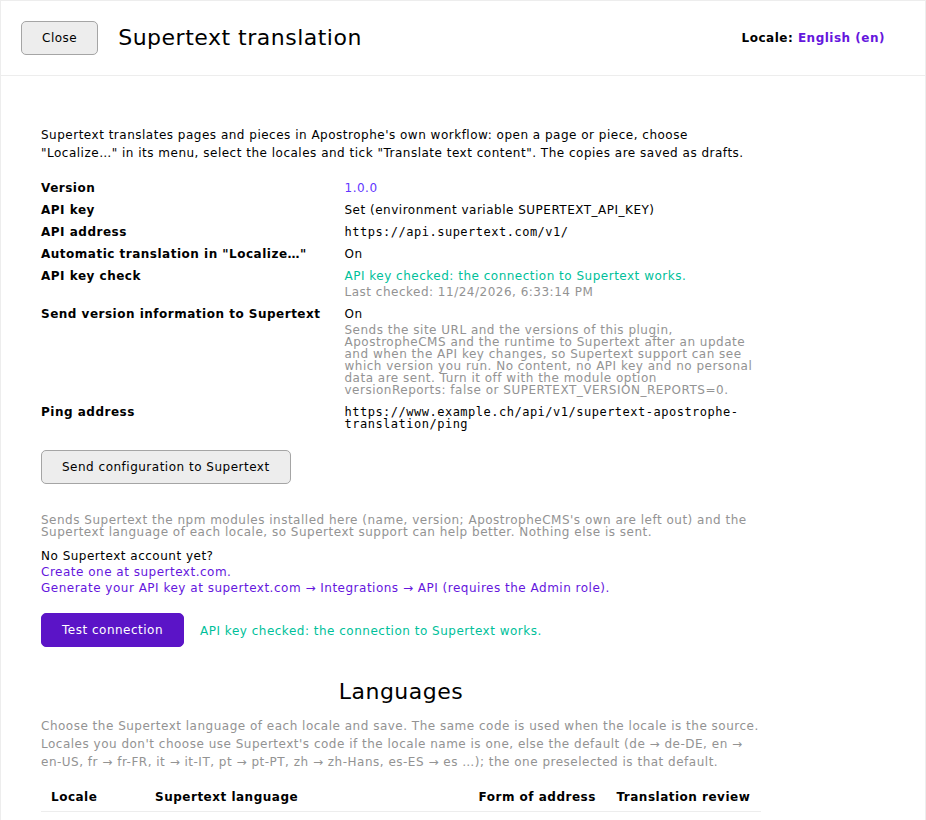 Close
Supertext translation
Locale: English (en)
Supertext translates pages and pieces in Apostrophe's own workflow: open a page or piece, choose
"Localize…" in its menu, select the locales and tick "Translate text content". The copies are saved as drafts.
Version 1.0.0
API key Set (environment variable SUPERTEXT_API_KEY)
API address https://api.supertext.com/v1/
Automatic translation in "Localize…" On
API key check API key checked: the connection to Supertext works.
Last checked: 11/24/2026, 6:33:14 PM
Send version information to Supertext On
Sends the site URL and the versions of this plugin,
ApostropheCMS and the runtime to Supertext after an update
and when the API key changes, so Supertext support can see
which version you run. No content, no API key and no personal
data are sent. Turn it off with the module option
versionReports: false or SUPERTEXT_VERSION_REPORTS=0.
Ping address https://www.example.ch/api/v1/supertext-apostrophe-
translation/ping
Send configuration to Supertext
Sends Supertext the npm modules installed here (name, version; ApostropheCMS's own are left out) and the
Supertext language of each locale, so Supertext support can help better. Nothing else is sent.
No Supertext account yet?
Create one at supertext.com.
Generate your API key at supertext.com → Integrations → API (requires the Admin role).
Test connection API key checked: the connection to Supertext works.
Languages
Choose the Supertext language of each locale and save. The same code is used when the locale is the source.
Locales you don't choose use Supertext's code if the locale name is one, else the default (de → de-DE, en →
en-US, fr → fr-FR, it → it-IT, pt → pt-PT, zh → zh-Hans, es-ES → es …); the one preselected is that default.
Locale Supertext language Form of address Translation review